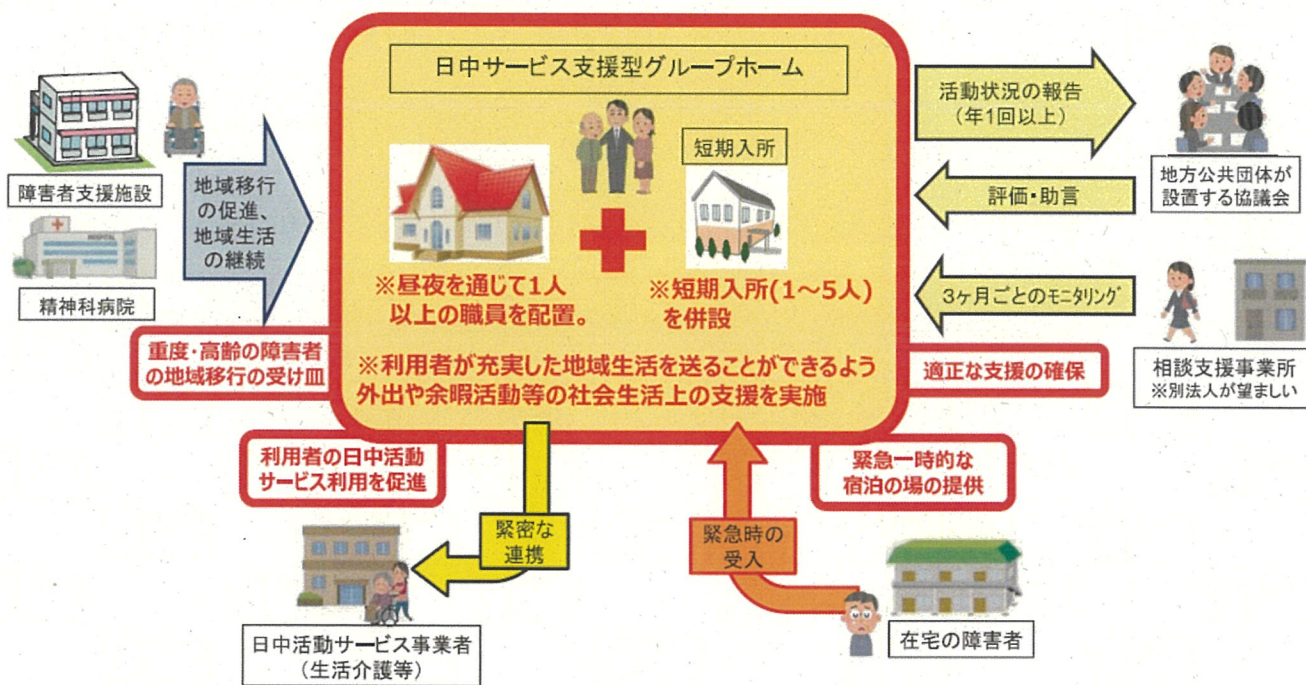 日中サービス支援型グループホーム
短期入所
※昼夜を通じて1人
以上の職員を配置。
※短期入所(1~5人)
を併設
※利用者が充実した地域生活を送ることができるよう
外出や余暇活動等の社会生活上の支援を実施
障害者支援施設
HOSPITAL
精神科病院
地域移行
の促進、
地域生活
の継続
重度・高齢の障害者
の地域移行の受け皿
活動状況の報告
(年1回以上)
地方公共団体が
設置する協議会
評価・助言
3ヶ月ごとのモニタリング
相談支援事業所
※別法人が望ましい
適正な支援の確保
利用者の日中活動
サービス利用を促進
緊密な
連携
日中活動サービス事業者
(生活介護等)
緊急一時的な
宿泊の場の提供
緊急時の
受入
在宅の障害者